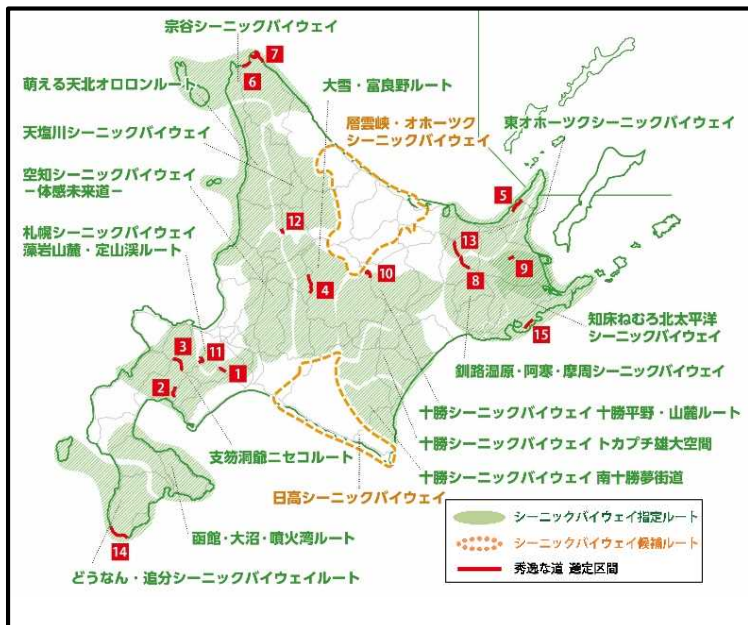 宗谷シーニックバイウェイ
7
6
萌える天北オロロンルート
大雪・富良野ルート
層雲峡・オホーツク
シーニックバイウェイ
東オホーツクシーニックバイウェイ
天塩川シーニックバイウェイ
空知シーニックバイウェイ
−体感未来道−
5
12
13
札幌シーニックバイウェイ
藻岩山麓・定山渓ルート
4
10
8
9
知床ねむろ北太平洋
シーニックバイウェイ
15
3
11
1
2
釧路湿原・阿寒・摩周シーニックバイウェイ
十勝シーニックバイウェイ 十勝平野・山麓ルート
十勝シーニックバイウェイ トカプチ雄大空間
十勝シーニックバイウェイ 南十勝夢街道
支笏洞爺ニセコルート
日高シーニックバイウェイ
函館・大沼・噴火湾ルート
14
どうなん・追分シーニックバイウェイルート
シーニックバイウェイ指定ルート
シーニックバイウェイ候補ルート
秀逸な道 選定区間